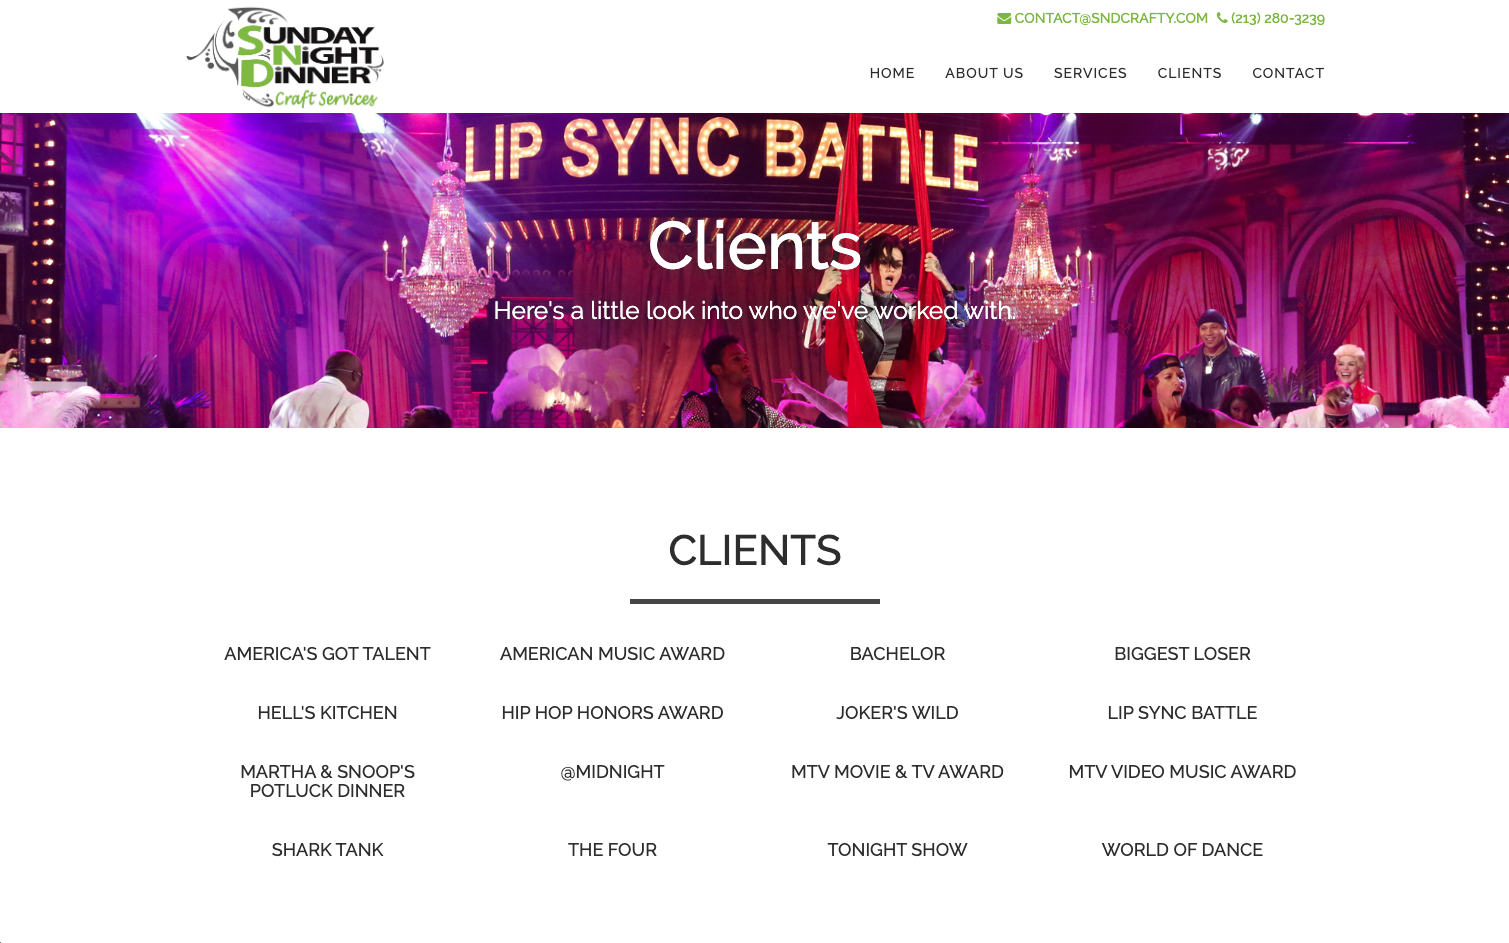 SUNDAY
NIGHT
DINNER
Craft Services
CONTACT@SNDCRAFTY.COM (213) 280-3239
HOME ABOUT US SERVICES CLIENTS CONTACT
LIP SYNC BATTLE
Clients
Here's a little look into who we've worked with.
CLIENTS
AMERICA'S GOT TALENT AMERICAN MUSIC AWARD BACHELOR BIGGEST LOSER
HELL'S KITCHEN HIP HOP HONORS AWARD JOKER'S WILD LIP SYNC BATTLE
MARTHA & SNOOP'S @MIDNIGHT MTV MOVIE & TV AWARD MTV VIDEO MUSIC AWARD
POTLUCK DINNER
SHARK TANK THE FOUR TONIGHT SHOW WORLD OF DANCE